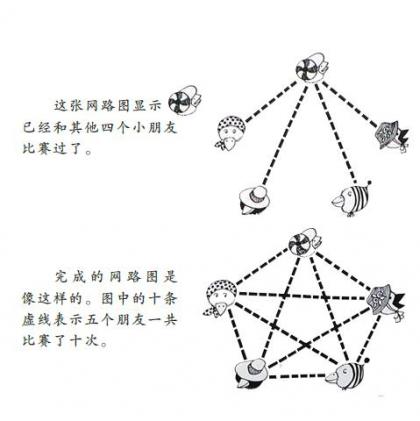 这张网路图显示
已经和其他四个小朋友
比赛过了。
完成的网路图是
像这样的。图中的十条
虚线表示五个朋友一共
比赛了十次。